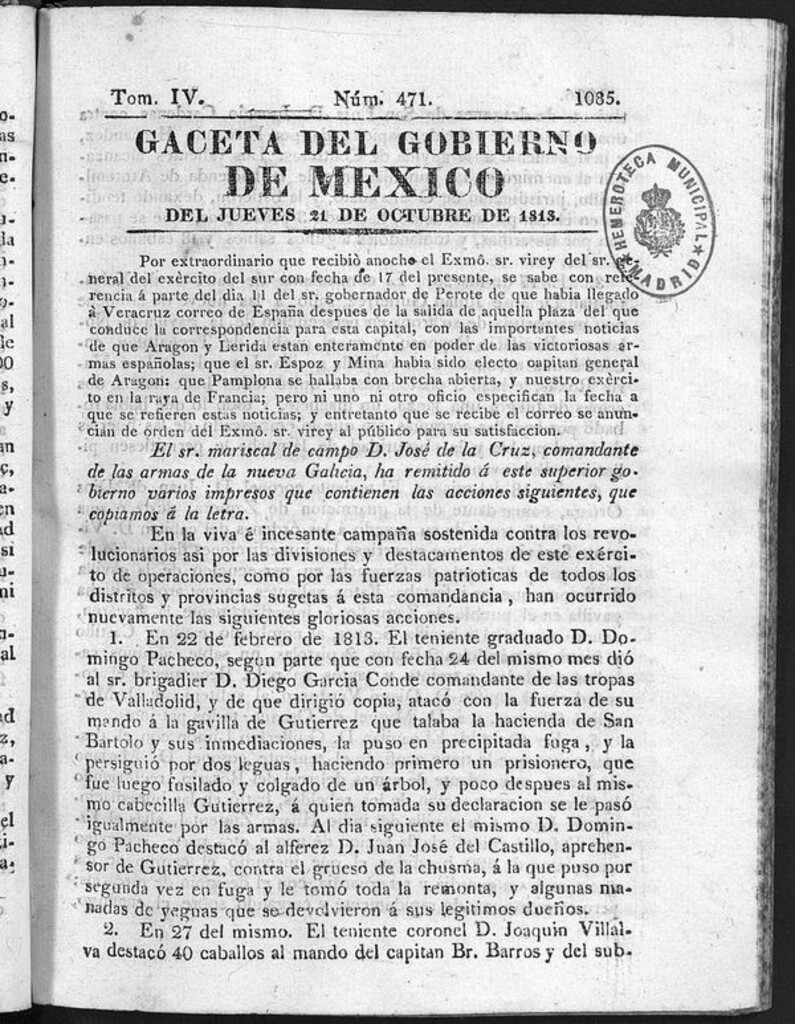 Tom. IV. Núm. 471. 1035.
GACETA DEL GOBIERNO
DE MEXICO
DEL JUEVES 21 DE OCTUBRE DE 1813.
HEMEROTECA MUNICIPAL
★ MADRID ★
Por extraordinario que recibió anoche el Exmô. sr. virey del sr. ge-
neral del exèrcito del sur con fecha de 17 del presente, se sabe con refe-
rencia á parte del dia 11 del sr. gobernador de Perote de que habia llegado
à Veracruz correo de España despues de la salida de aquella plaza del que
conduce la correspondencia para esta capital, con las importantes noticias
de que Aragon y Lerida estan enteramente en poder de las victoriosas ar-
mas españolas; que el sr. Espoz y Mina habia sido electo capitan general
de Aragon: que Pamplona se hallaba con brecha abierta, y nuestro exérci-
to en la raya de Francia; pero ni uno ni otro oficio especifican la fecha a
que se refieren estas noticias; y entretanto que se recibe el correo se anun-
cian de orden del Exmô. sr. virey al público para su satisfaccion.
El sr. mariscal de campo D. José de la Cruz, comandante
de las armas de la nueva Galicia, ha remitido á este superior go-
bierno varios impresos que contienen las acciones siguientes, que
copiamos á la letra.
En la viva é incesante campaña sostenida contra los revo-
lucionarios asi por las divisiones y destacamentos de este exérci-
to de operaciones, como por las fuerzas patrioticas de todos los
distritos y provincias sugetas á esta comandancia, han ocurrido
nuevamente las siguientes gloriosas acciones.
1. En 22 de febrero de 1813. El teniente graduado D. Do-
mingo Pacheco, segun parte que con fecha 24 del mismo mes dió
al sr. brigadier D. Diego Garcia Conde comandante de las tropas
de Valladolid, y de que dirigió copia, atacó con la fuerza de su
mando á la gavilla de Gutierrez que talaba la hacienda de San
Bartolo y sus inmediaciones, la puso en precipitada fuga, y la
persiguió por dos leguas, haciendo primero un prisionero, que
fue luego fusilado y colgado de un árbol, y poco despues al mis-
mo cabecilla Gutierrez, á quien tomada su declaracion se le pasó
igualmente por las armas. Al dia siguiente el mismo D. Domin-
go Pacheco destacó al alferez D. Juan José del Castillo, aprehen-
sor de Gutierrez, contra el grueso de la chusma, á la que puso por
segunda vez en fuga y le tomó toda la remonta, y algunas ma-
nadas de yeguas que se devolvieron á sus legitimos dueños.
2. En 27 del mismo. El teniente coronel D. Joaquin Villal-
va destacó 40 caballos al mando del capitan Br. Barros y del sub-